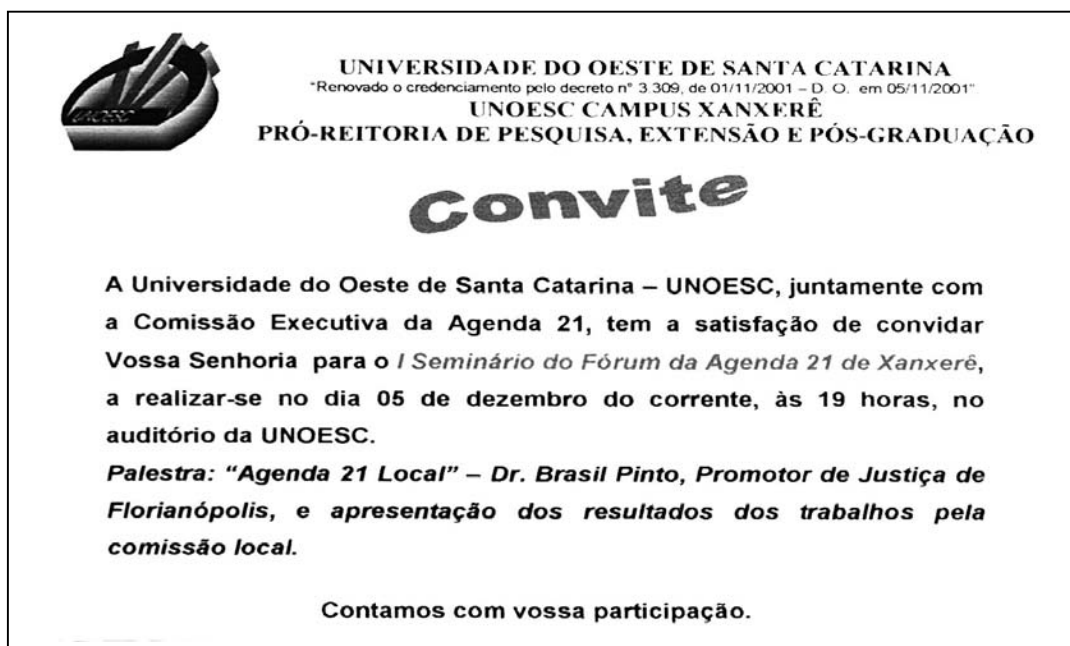 UNOESC
UNIVERSIDADE DO OESTE DE SANTA CATARINA
"Renovado o credenciamento pelo decreto nº 3.309, de 01/11/2001 – D. O. em 05/11/2001"
UNOESC CAMPUS XANXERÊ
PRÓ-REITORIA DE PESQUISA, EXTENSÃO E PÓS-GRADUAÇÃO
Convite
A Universidade do Oeste de Santa Catarina – UNOESC, juntamente com
a Comissão Executiva da Agenda 21, tem a satisfação de convidar
Vossa Senhoria para o I Seminário do Fórum da Agenda 21 de Xanxerê,
a realizar-se no dia 05 de dezembro do corrente, às 19 horas, no
auditório da UNOESC.
Palestra: “Agenda 21 Local” – Dr. Brasil Pinto, Promotor de Justiça de
Florianópolis, e apresentação dos resultados dos trabalhos pela
comissão local.
Contamos com vossa participação.